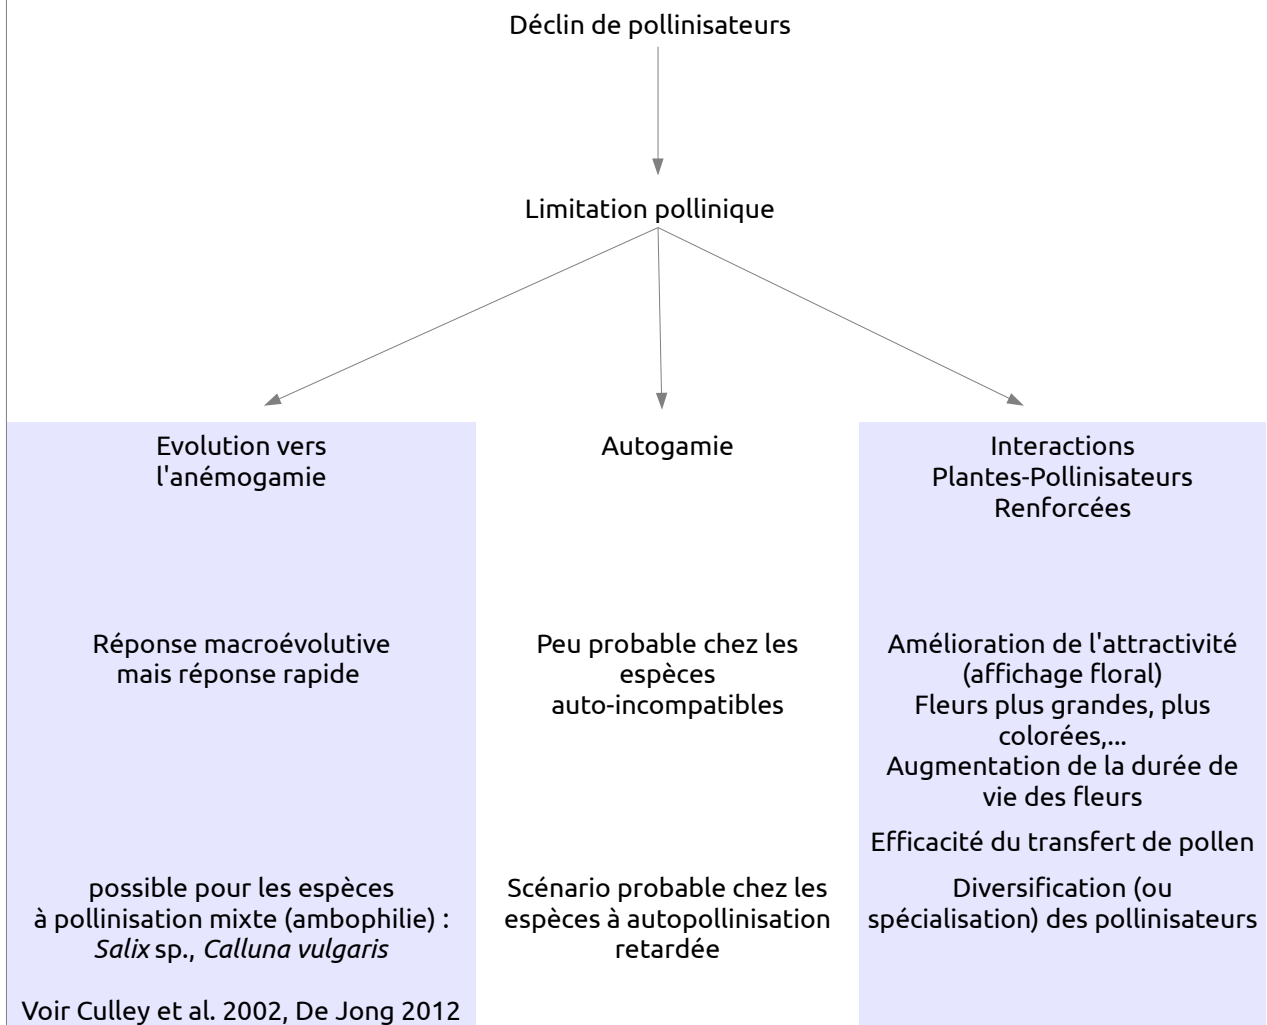 Déclin de pollinisateurs
Limitation pollinique
Evolution vers
l'anémogamie
Réponse macroévolutive
mais réponse rapide
possible pour les espèces
à pollinisation mixte (ambophilie) :
Salix sp., Calluna vulgaris
Voir Culley et al. 2002, De Jong 2012
Autogamie
Peu probable chez les
espèces
auto-incompatibles
Scénario probable chez les
espèces à autopollinisation
retardée
Interactions
Plantes-Pollinisateurs
Renforcées
Amélioration de l'attractivité
(affichage floral)
Fleurs plus grandes, plus
colorées,...
Augmentation de la durée de
vie des fleurs
Efficacité du transfert de pollen
Diversification (ou
spécialisation) des pollinisateurs